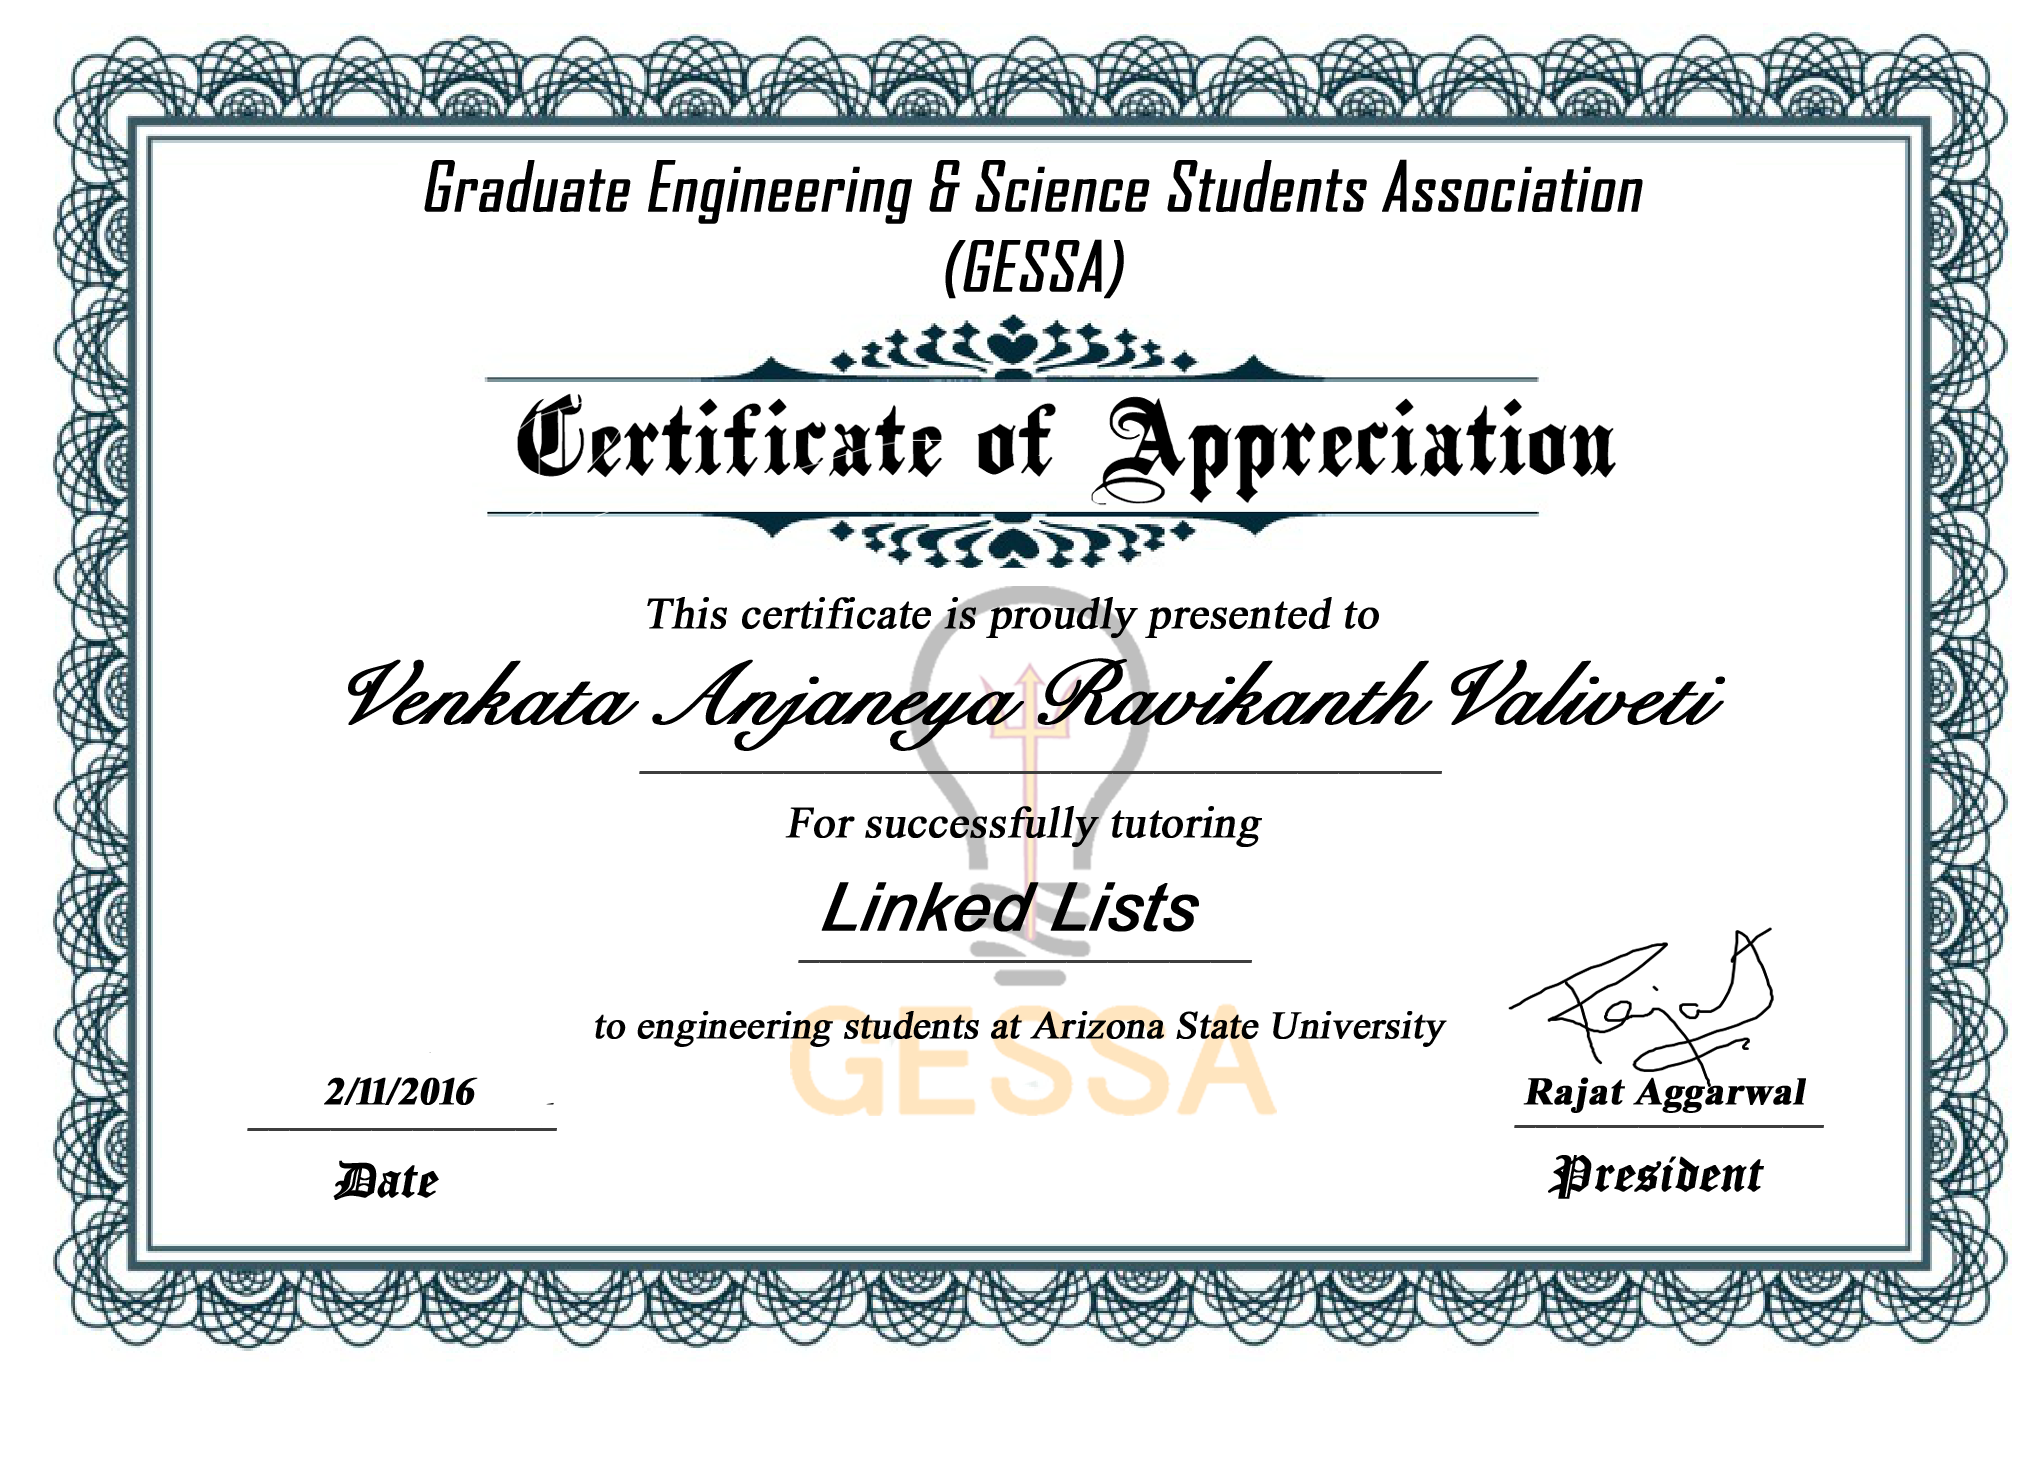 Graduate Engineering & Science Students Association
(GESSA)
Certificate of Appreciation
This certificate is proudly presented to
Venkata Anjaneya Ravikanth Valiveti
For successfully tutoring
Linked Lists
to engineering students at Arizona State University
GESSA
2/11/2016
Date
Rajat
Rajat Aggarwal
President